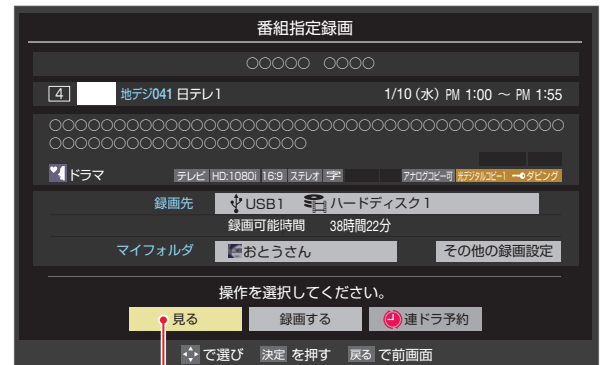 番組指定録画
○○○○○ ○○○○
4 地デジ041 日テレ1 1/10 (水) PM 1:00 ～ PM 1:55
○○○○○○○○○○○○○○○○○○○○○○○○○○○○○○○○○○○○○○○
○○○○○○○○○○○○○○○○○○○○
ドラマ テレビ HD:1080i 16:9 ステレオ 字 アナログコピー可 光デジタルコピー1 ダビング
録画先 USB1 ハードディスク1
録画可能時間 38時間22分
マイフォルダ おとうさん その他の録画設定
操作を選択してください。
見る 録画する 連ドラ予約
で選び 決定 を押す 戻る で前画面